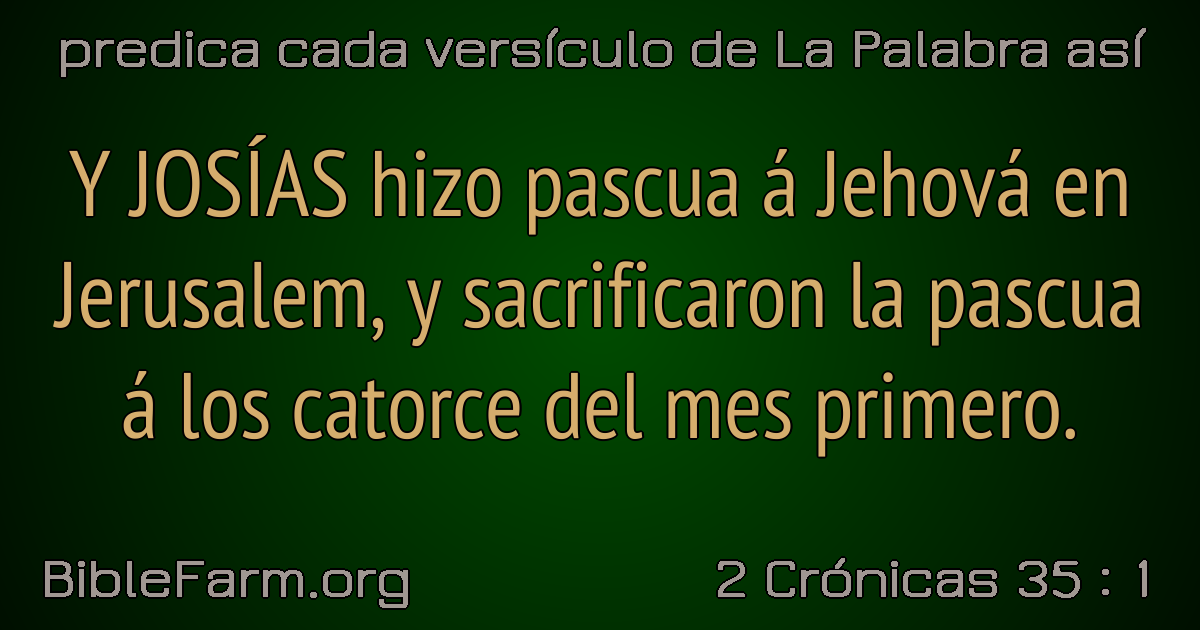 predica cada versículo de La Palabra así
Y JOSÍAS hizo pascua á Jehová en
Jerusalem, y sacrificaron la pascua
á los catorce del mes primero.
BibleFarm.org
2 Crónicas 35 : 1